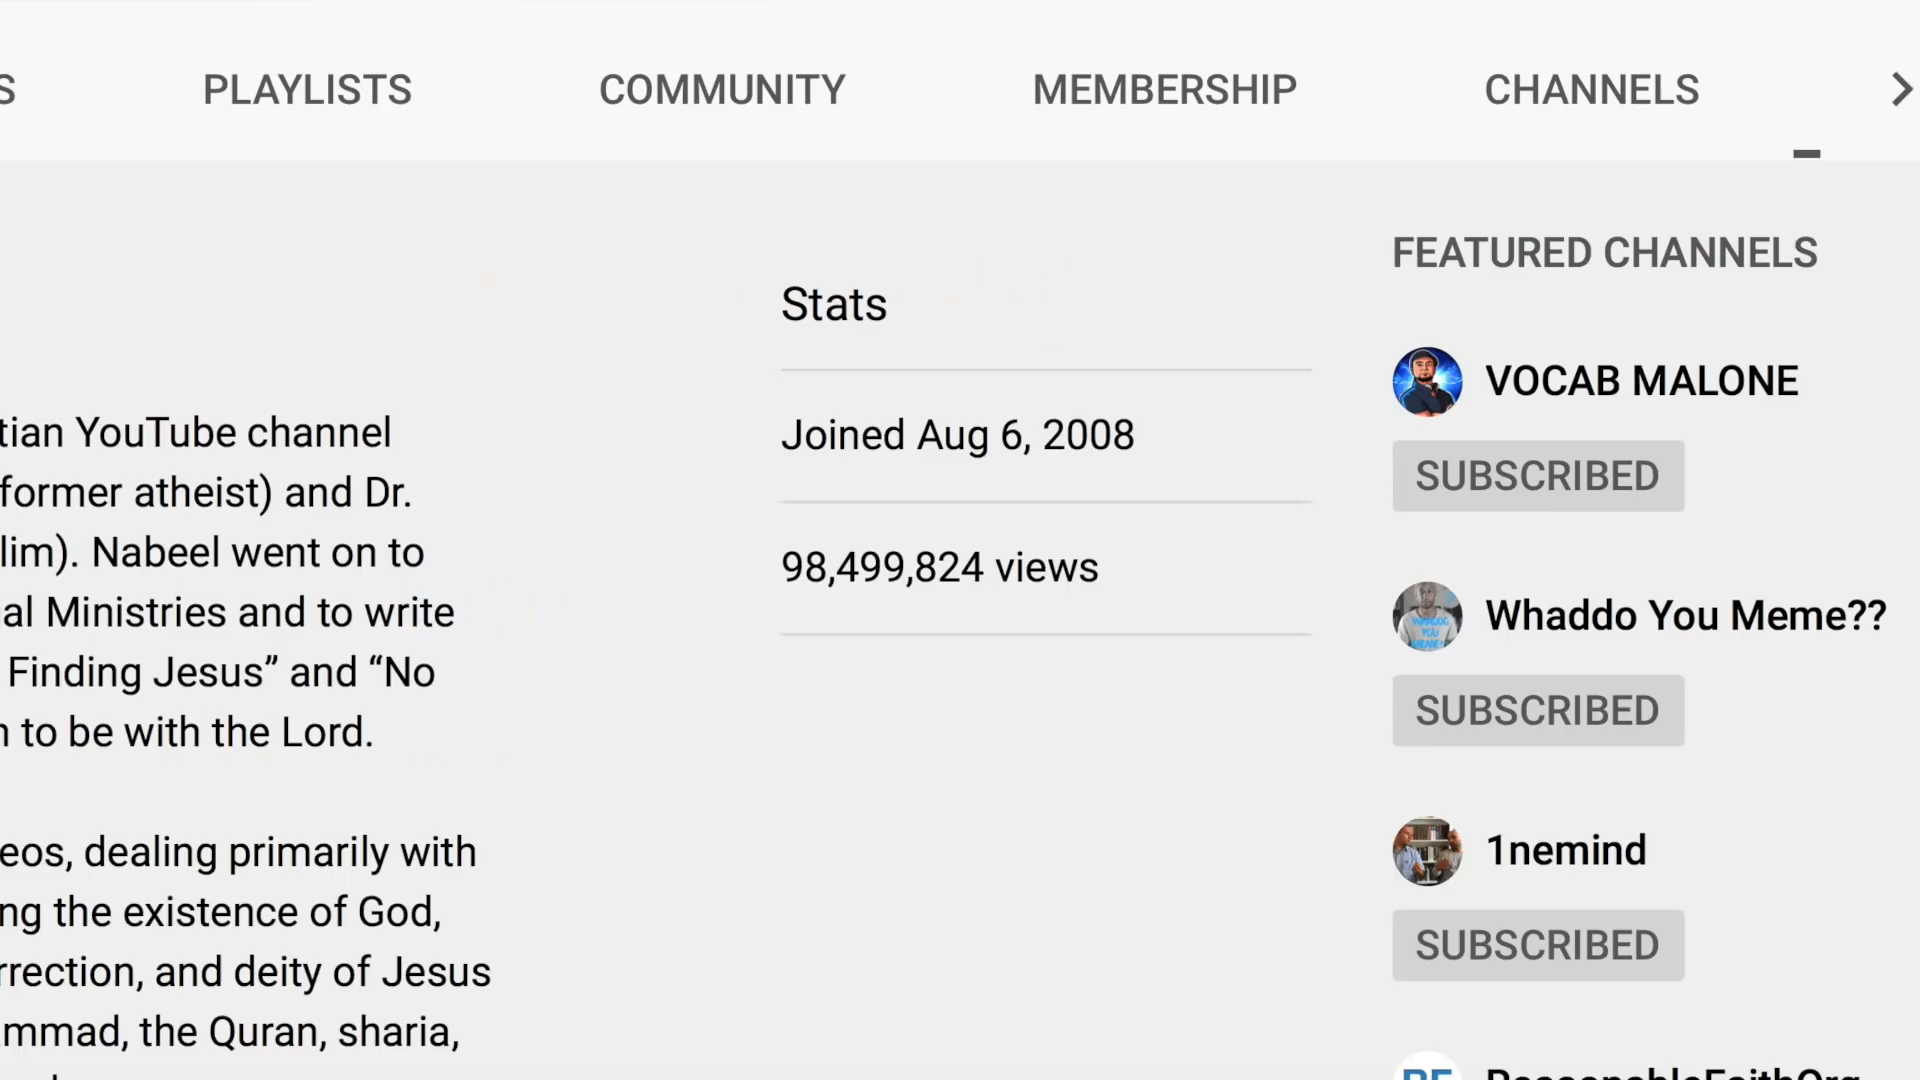 PLAYLISTS COMMUNITY MEMBERSHIP CHANNELS
tian YouTube channel
former atheist) and Dr.
lim). Nabeel went on to
al Ministries and to write
Finding Jesus” and “No
to be with the Lord.
eos, dealing primarily with
ng the existence of God,
rrection, and deity of Jesus
mmad, the Quran, sharia,
Stats
Joined Aug 6, 2008
98,499,824 views
FEATURED CHANNELS
VOCAB MALONE
SUBSCRIBED
Whaddo You Meme??
SUBSCRIBED
1nemind
SUBSCRIBED
ReasonableFaithOrg